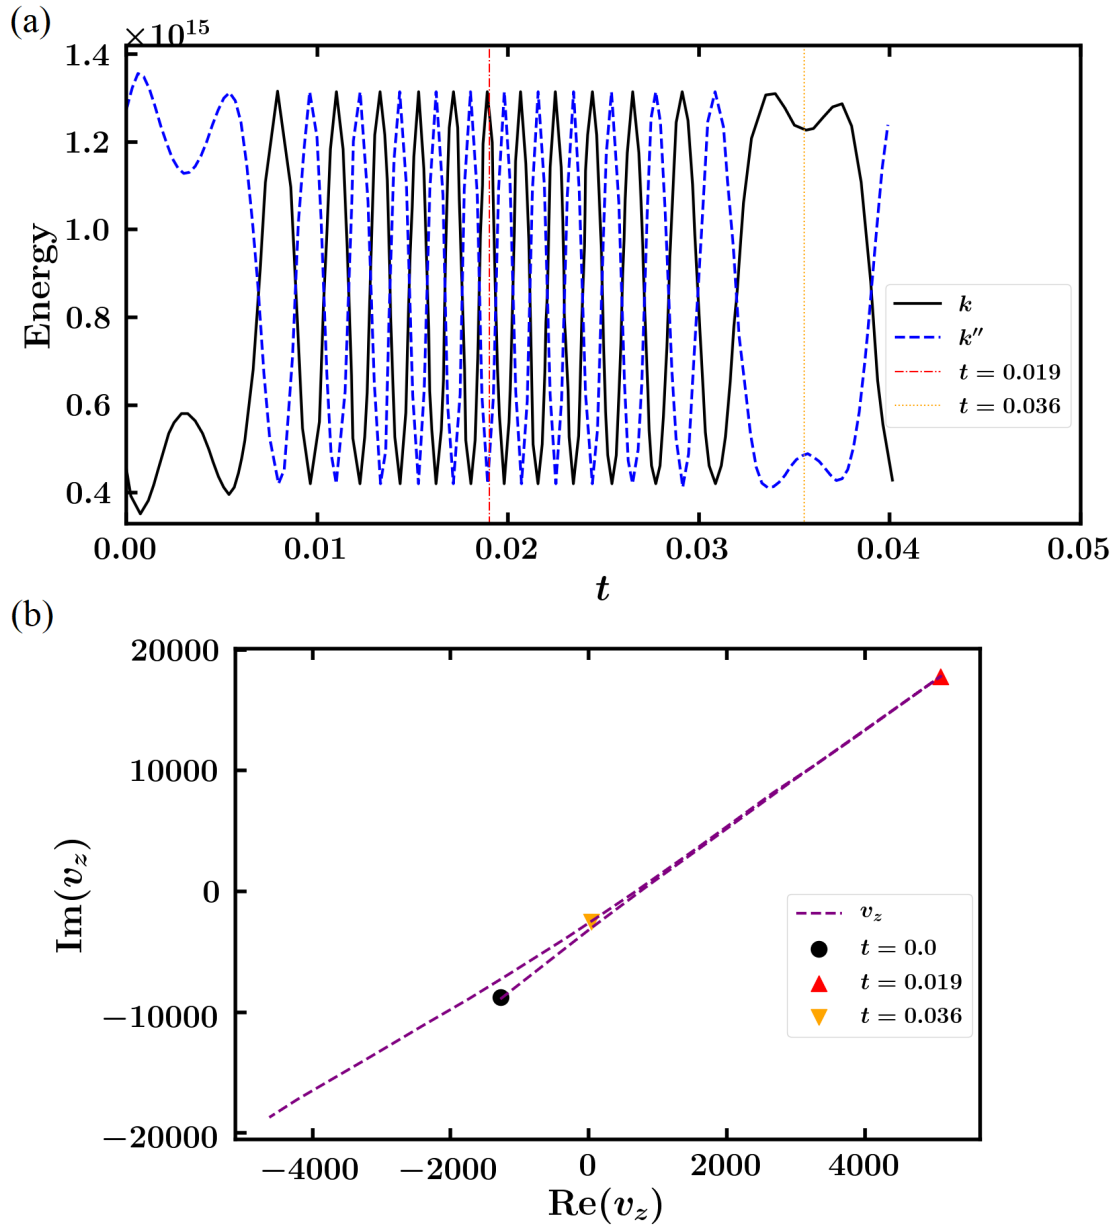 (a)
×10¹⁵
1.4
1.2
1.0
0.8
0.6
0.4
Energy
k
k″
t = 0.019
t = 0.036
0.00 0.01 0.02 0.03 0.04 0.05
t
(b)
20000
10000
0
−10000
−20000
Im(v_z)
v_z
t = 0.0
t = 0.019
t = 0.036
−4000 −2000 0 2000 4000
Re(v_z)